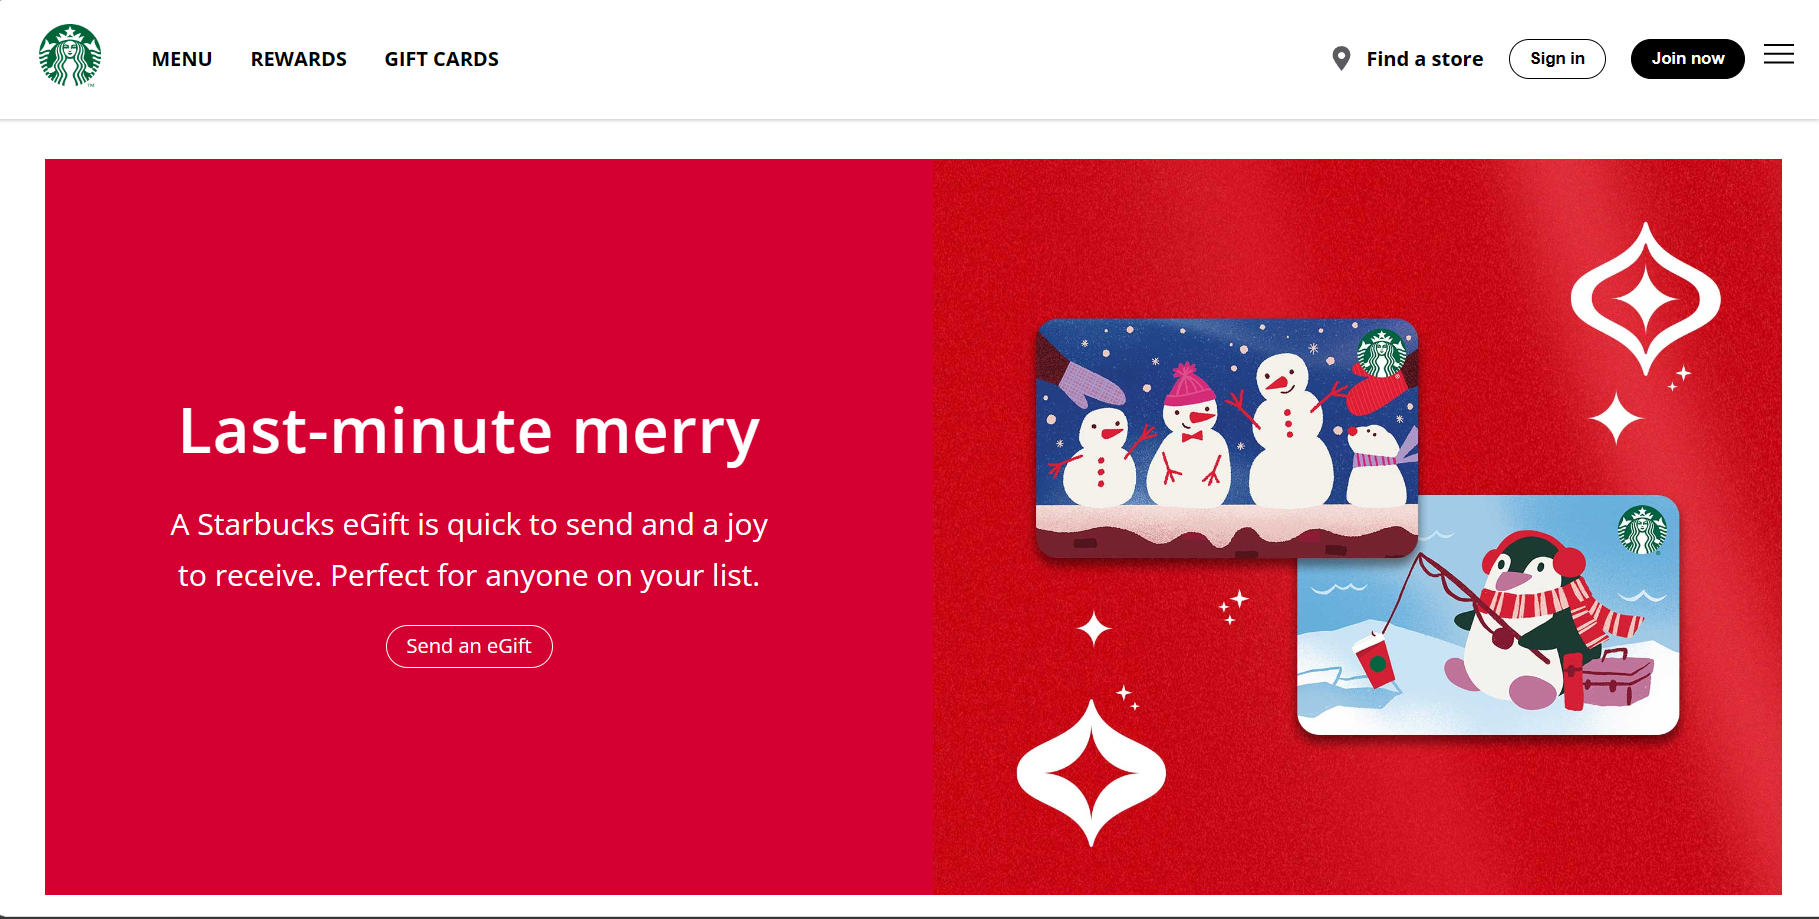 MENU REWARDS GIFT CARDS Find a store Sign in Join now
Last-minute merry
A Starbucks eGift is quick to send and a joy
to receive. Perfect for anyone on your list.
Send an eGift